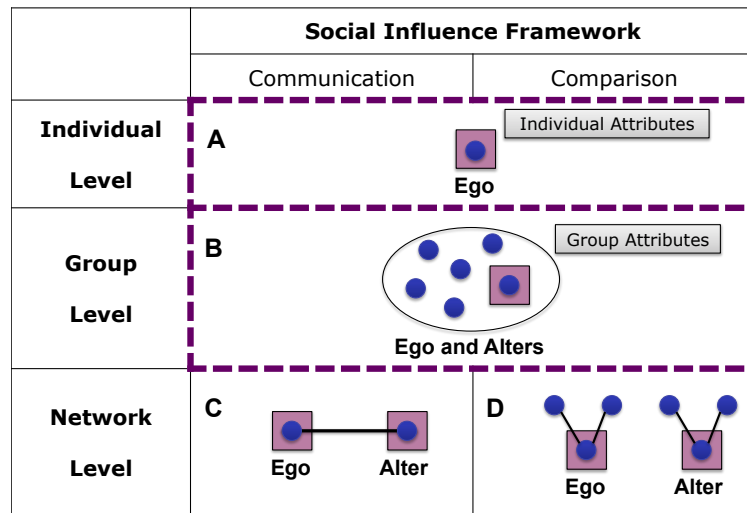 Social Influence Framework
Communication
Comparison
Individual
Level
A
Individual Attributes
Ego
Group
Level
B
Group Attributes
Ego and Alters
Network
Level
C
Ego
Alter
D
Ego
Alter